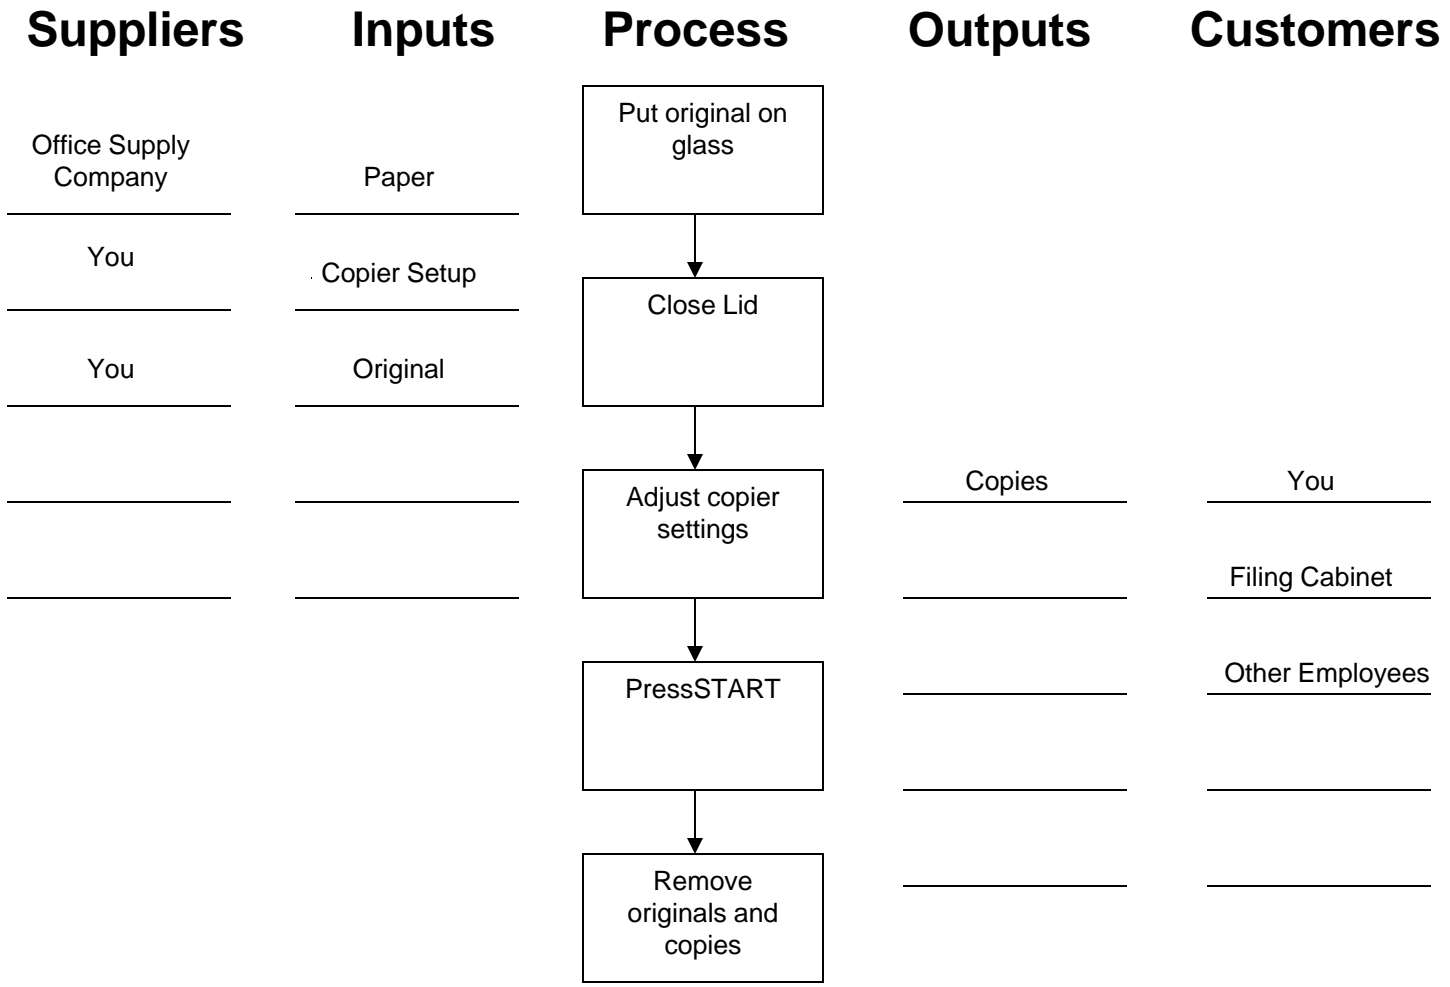 Suppliers Inputs Process Outputs Customers
Office Supply
Company
You
You
Paper
Copier Setup
Original
Put original on
glass
Close Lid
Adjust copier
settings
PressSTART
Remove
originals and
copies
Copies
You
Filing Cabinet
Other Employees